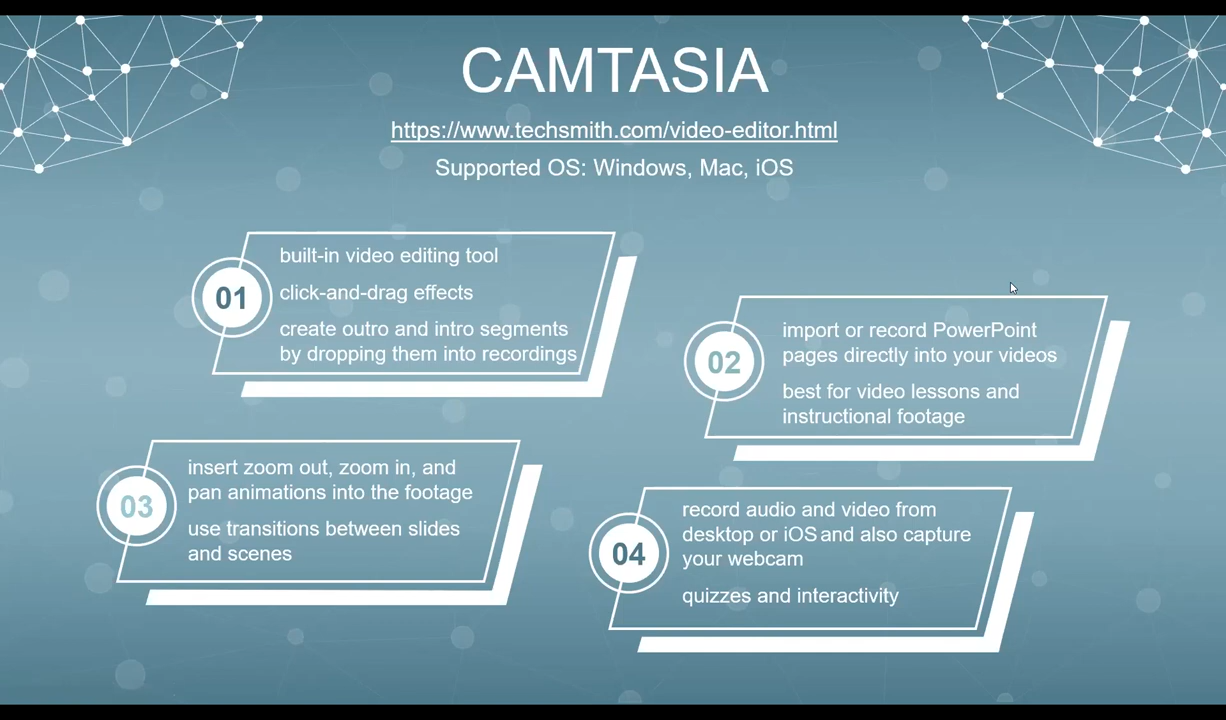 CAMTASIA
https://www.techsmith.com/video-editor.html
Supported OS: Windows, Mac, iOS
01
built-in video editing tool
click-and-drag effects
create outro and intro segments
by dropping them into recordings
02
import or record PowerPoint
pages directly into your videos
best for video lessons and
instructional footage
03
insert zoom out, zoom in, and
pan animations into the footage
use transitions between slides
and scenes
04
record audio and video from
desktop or iOS and also capture
your webcam
quizzes and interactivity